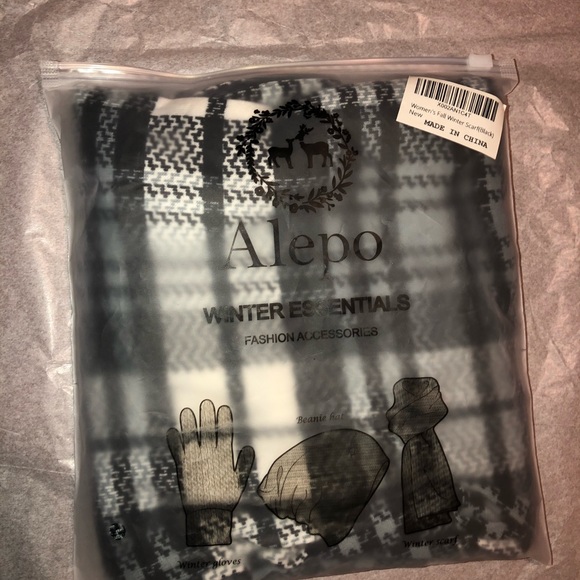 X002AN1C4T
Women's Fall Winter Scarf(Black)
New
MADE IN CHINA
Alepo
WINTER ESSENTIALS
FASHION ACCESSORIES
Beanie hat
Winter gloves
Winter scarf